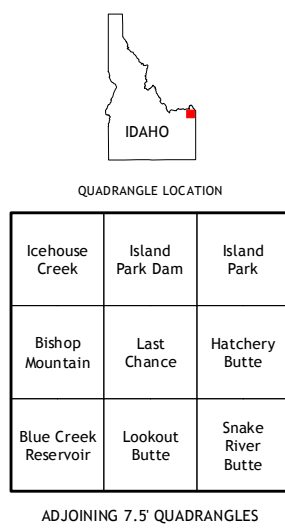 IDAHO
QUADRANGLE LOCATION
Icehouse
Creek
Island
Park Dam
Island
Park
Bishop
Mountain
Last
Chance
Hatchery
Butte
Blue Creek
Reservoir
Lookout
Butte
Snake
River
Butte
ADJOINING 7.5' QUADRANGLES